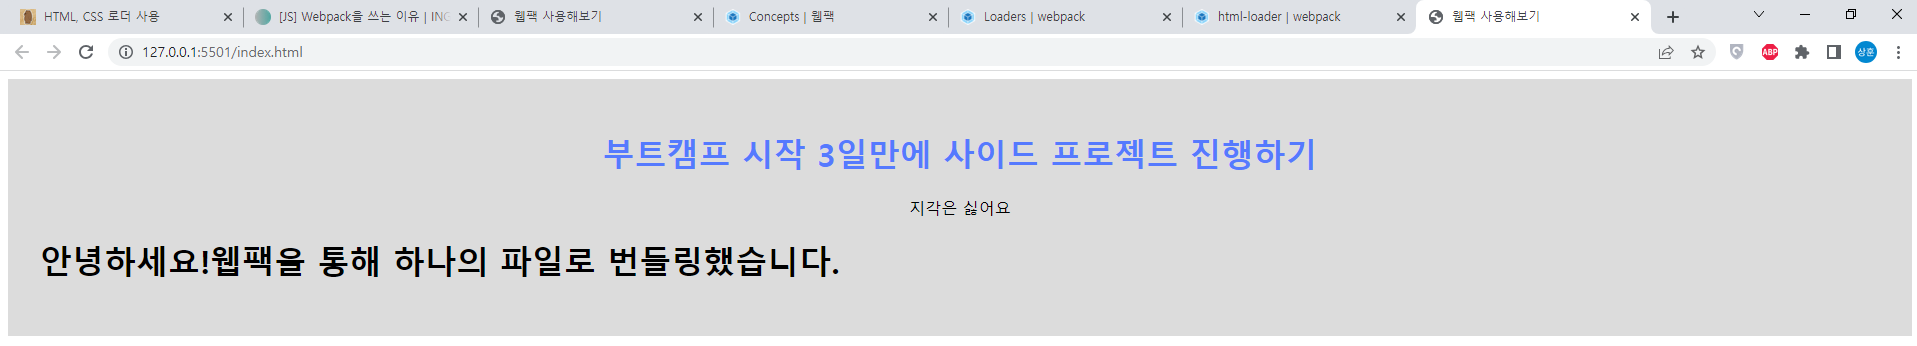 HTML, CSS 로더 사용
[JS] Webpack을 쓰는 이유 | ING
웹팩 사용해보기
Concepts | 웹팩
Loaders | webpack
html-loader | webpack
웹팩 사용해보기
127.0.0.1:5501/index.html
ABP
상훈
부트캠프 시작 3일만에 사이드 프로젝트 진행하기
지각은 싫어요
안녕하세요!웹팩을 통해 하나의 파일로 번들링했습니다.